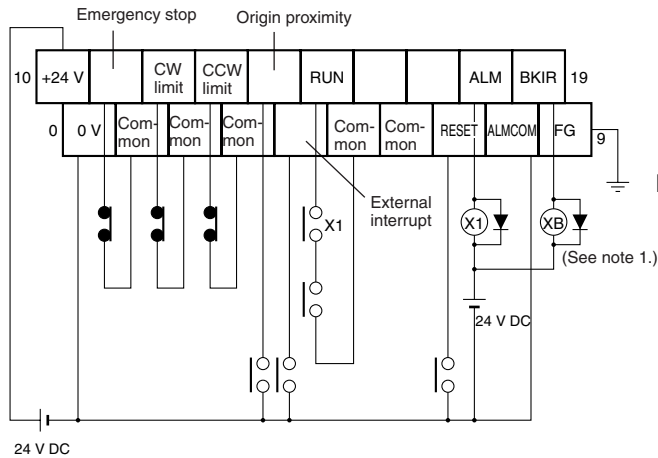 Emergency stop
Origin proximity
10
+24 V
CW
limit
CCW
limit
RUN
ALM
BKIR
19
0
0 V
Com-
mon
Com-
mon
Com-
mon
Com-
mon
Com-
mon
RESET
ALMCOM
FG
9
External
interrupt
X1
X1
XB
(See note 1.)
24 V DC
24 V DC